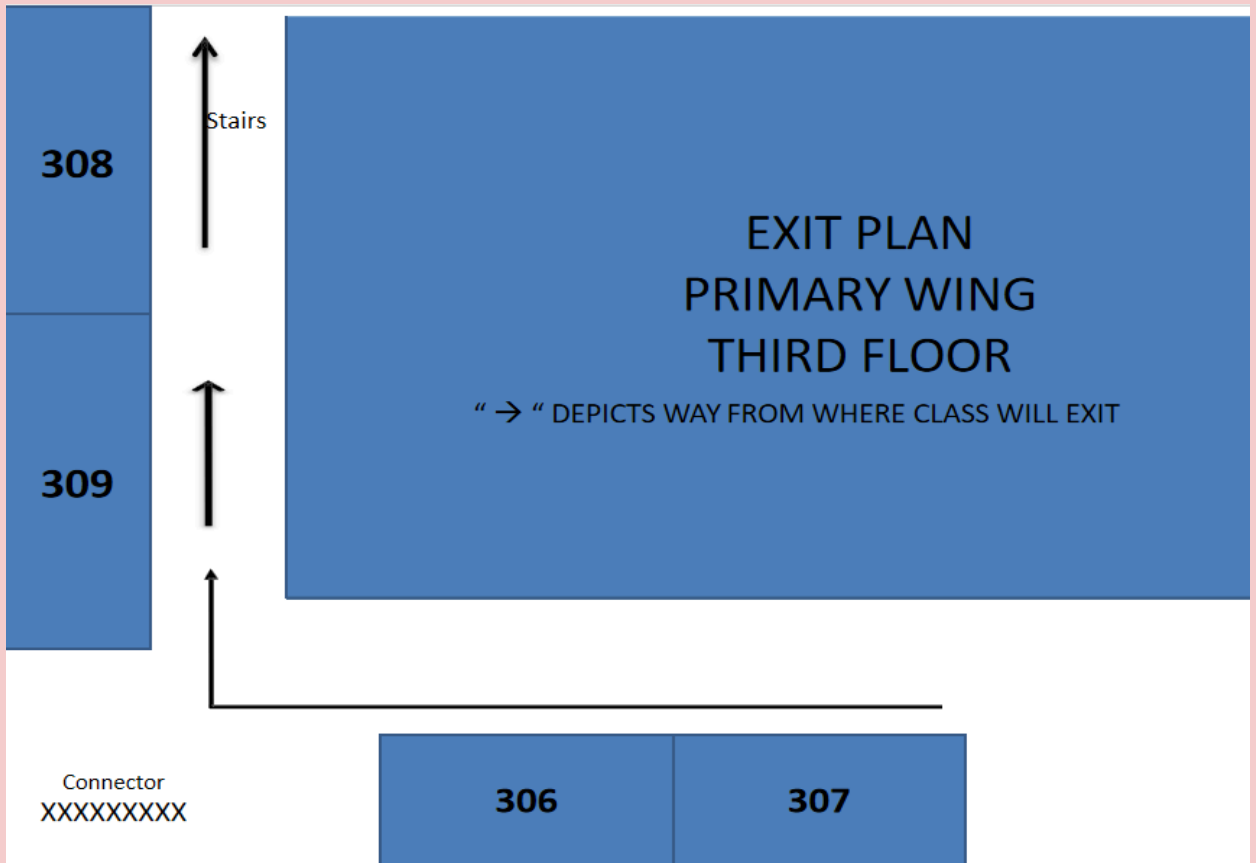 Stairs
308
EXIT PLAN
PRIMARY WING
THIRD FLOOR
“ → “ DEPICTS WAY FROM WHERE CLASS WILL EXIT
309
Connector
XXXXXXXXX
306
307